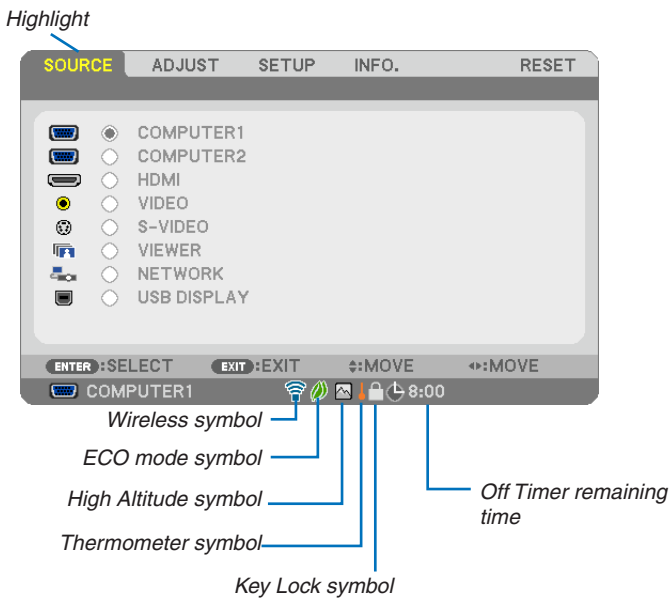 Highlight
SOURCE ADJUST SETUP INFO. RESET
COMPUTER1
COMPUTER2
HDMI
VIDEO
S-VIDEO
VIEWER
NETWORK
USB DISPLAY
ENTER :SELECT EXIT :EXIT :MOVE :MOVE
COMPUTER1 8:00
Wireless symbol
ECO mode symbol
High Altitude symbol
Off Timer remaining
time
Thermometer symbol
Key Lock symbol